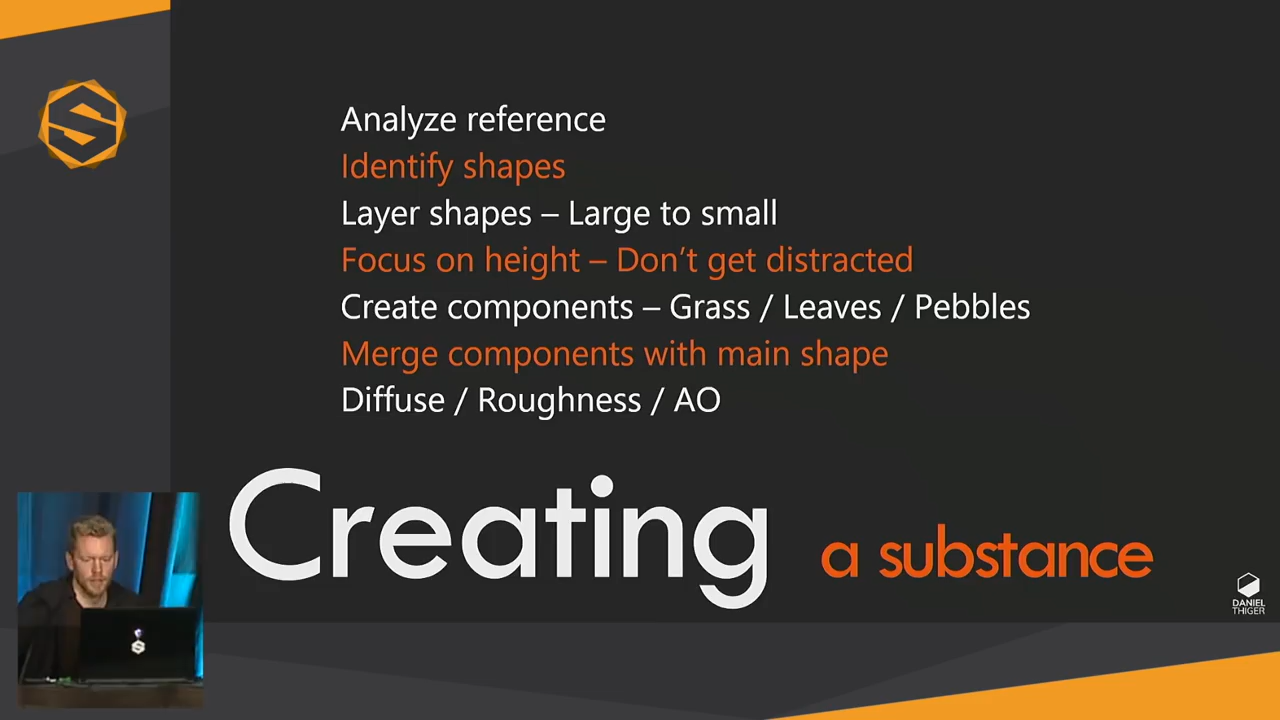 Analyze reference
Identify shapes
Layer shapes – Large to small
Focus on height – Don’t get distracted
Create components – Grass / Leaves / Pebbles
Merge components with main shape
Diffuse / Roughness / AO
Creating a substance
DANIEL
THIGER